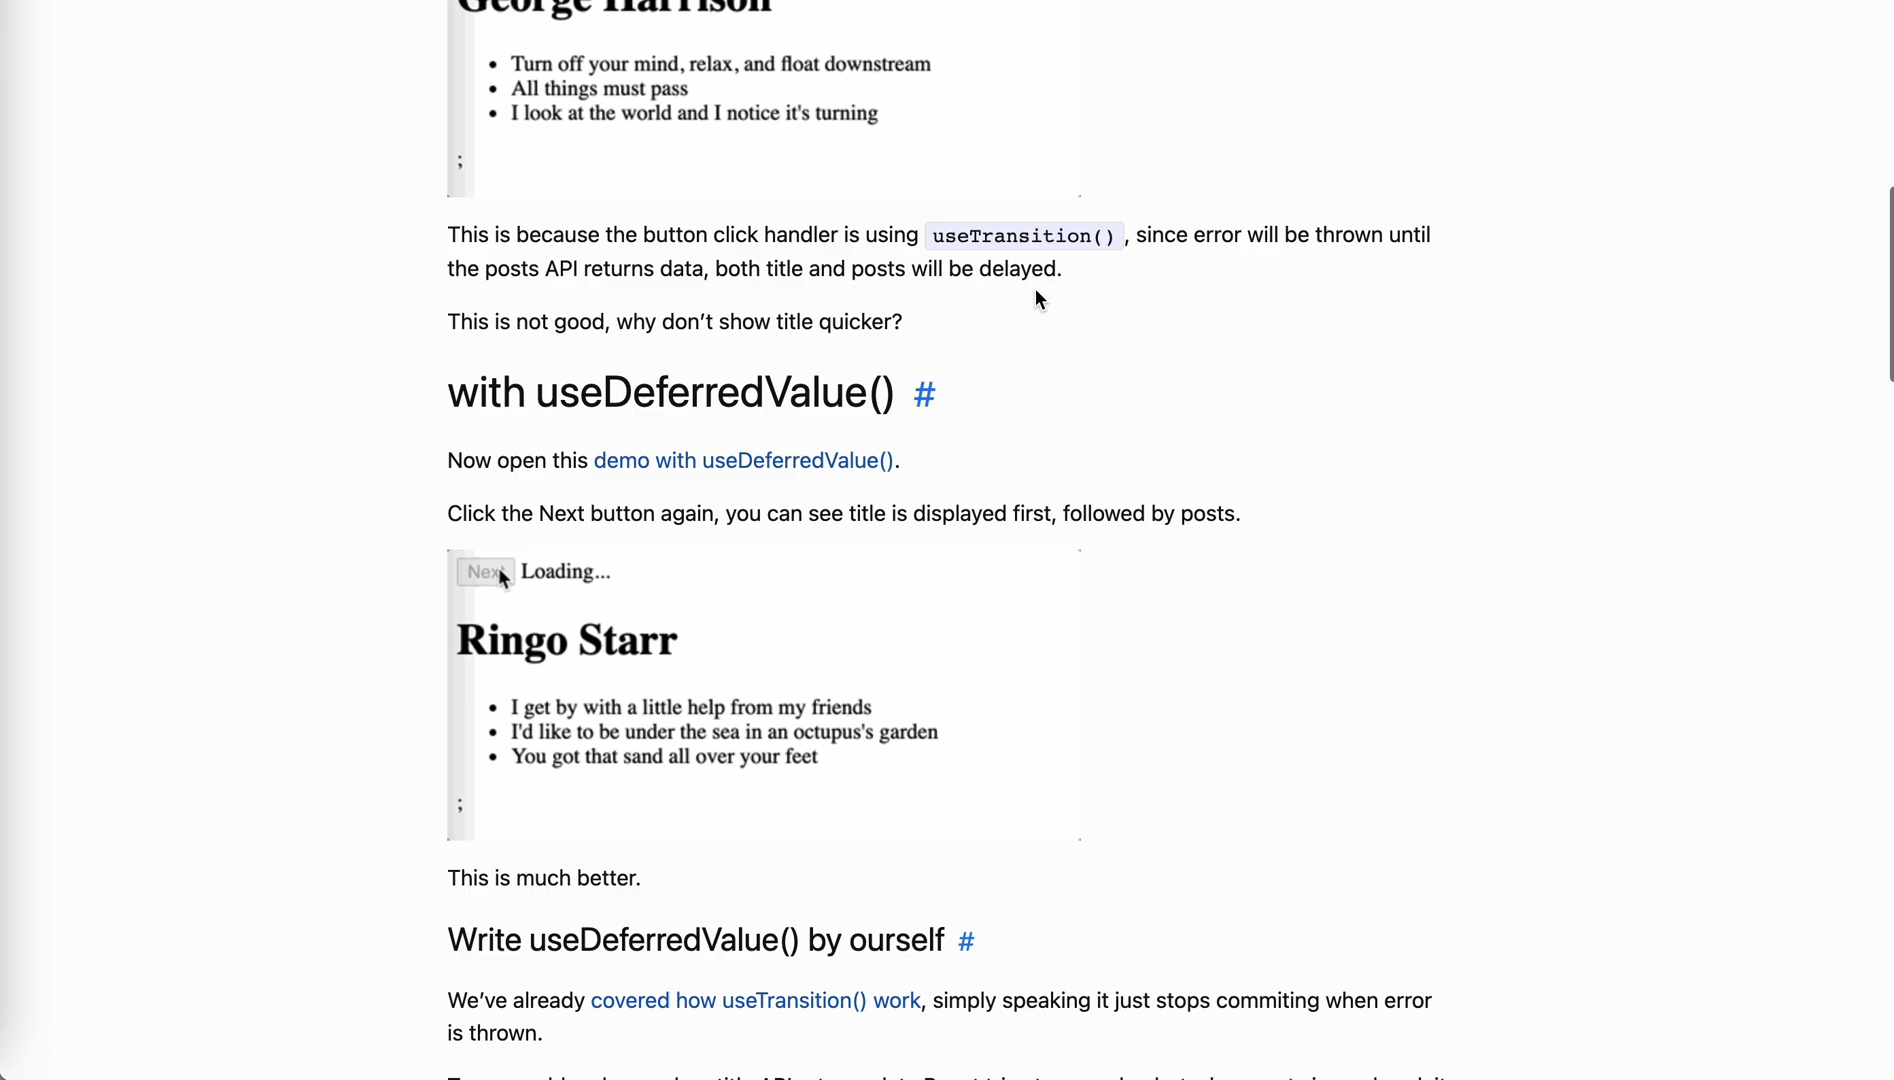 George Harrison
• Turn off your mind, relax, and float downstream
• All things must pass
• I look at the world and I notice it's turning
;
This is because the button click handler is using useTransition(), since error will be thrown until
the posts API returns data, both title and posts will be delayed.
This is not good, why don’t show title quicker?
with useDeferredValue() #
Now open this demo with useDeferredValue().
Click the Next button again, you can see title is displayed first, followed by posts.
Next Loading...
Ringo Starr
• I get by with a little help from my friends
• I'd like to be under the sea in an octupus's garden
• You got that sand all over your feet
;
This is much better.
Write useDeferredValue() by ourself #
We’ve already covered how useTransition() work, simply speaking it just stops commiting when error
is thrown.